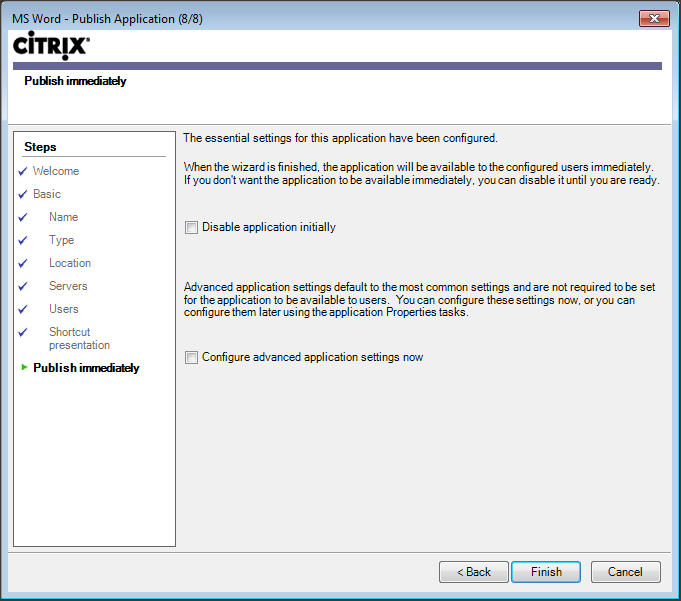 MS Word - Publish Application (8/8)
CİTRIX®
Publish immediately
Steps
Welcome
Basic
Name
Type
Location
Servers
Users
Shortcut
presentation
Publish immediately
The essential settings for this application have been configured.
When the wizard is finished, the application will be available to the configured users immediately.
If you don't want the application to be available immediately, you can disable it until you are ready.
Disable application initially
Advanced application settings default to the most common settings and are not required to be set
for the application to be available to users. You can configure these settings now, or you can
configure them later using the application Properties tasks.
Configure advanced application settings now
< Back
Finish
Cancel